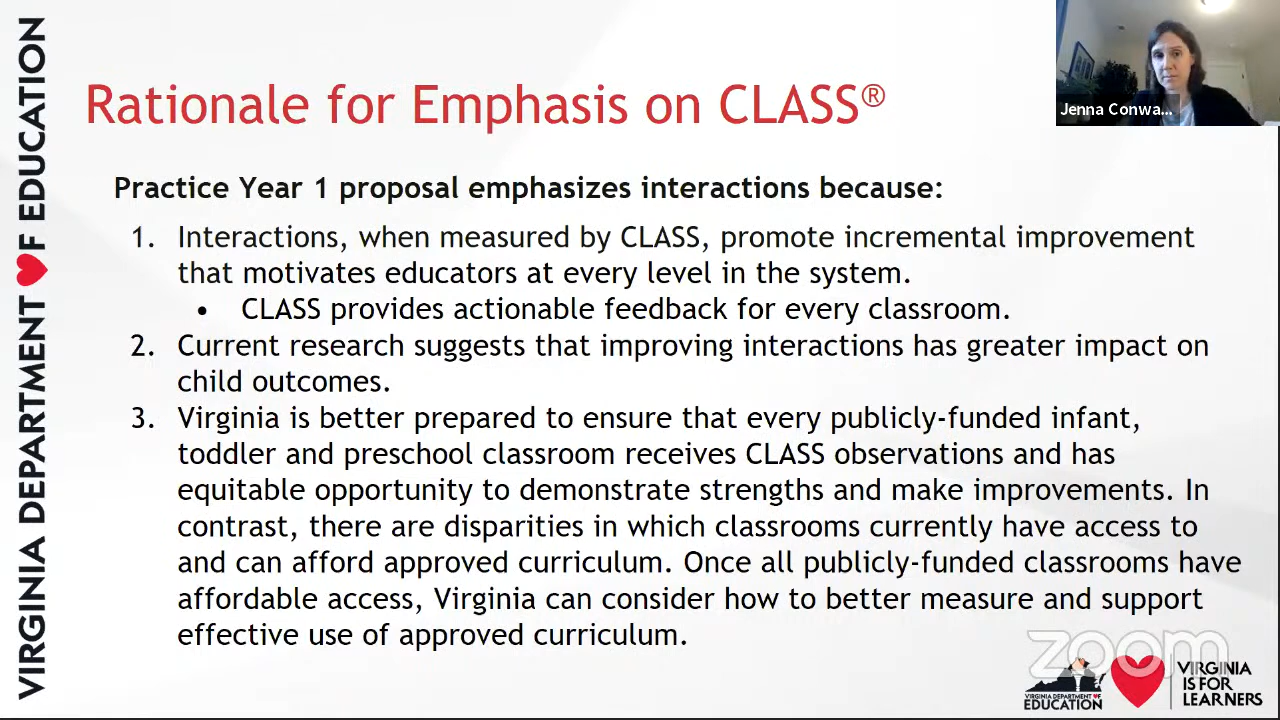 VIRGINIA DEPARTMENT OF EDUCATION
Rationale for Emphasis on CLASS®
Jenna Conwa...
Practice Year 1 proposal emphasizes interactions because:
1. Interactions, when measured by CLASS, promote incremental improvement
that motivates educators at every level in the system.
• CLASS provides actionable feedback for every classroom.
2. Current research suggests that improving interactions has greater impact on
child outcomes.
3. Virginia is better prepared to ensure that every publicly-funded infant,
toddler and preschool classroom receives CLASS observations and has
equitable opportunity to demonstrate strengths and make improvements. In
contrast, there are disparities in which classrooms currently have access to
and can afford approved curriculum. Once all publicly-funded classrooms have
affordable access, Virginia can consider how to better measure and support
effective use of approved curriculum.
zoom
VIRGINIA DEPARTMENT OF
EDUCATION
VIRGINIA
IS FOR
LEARNERS